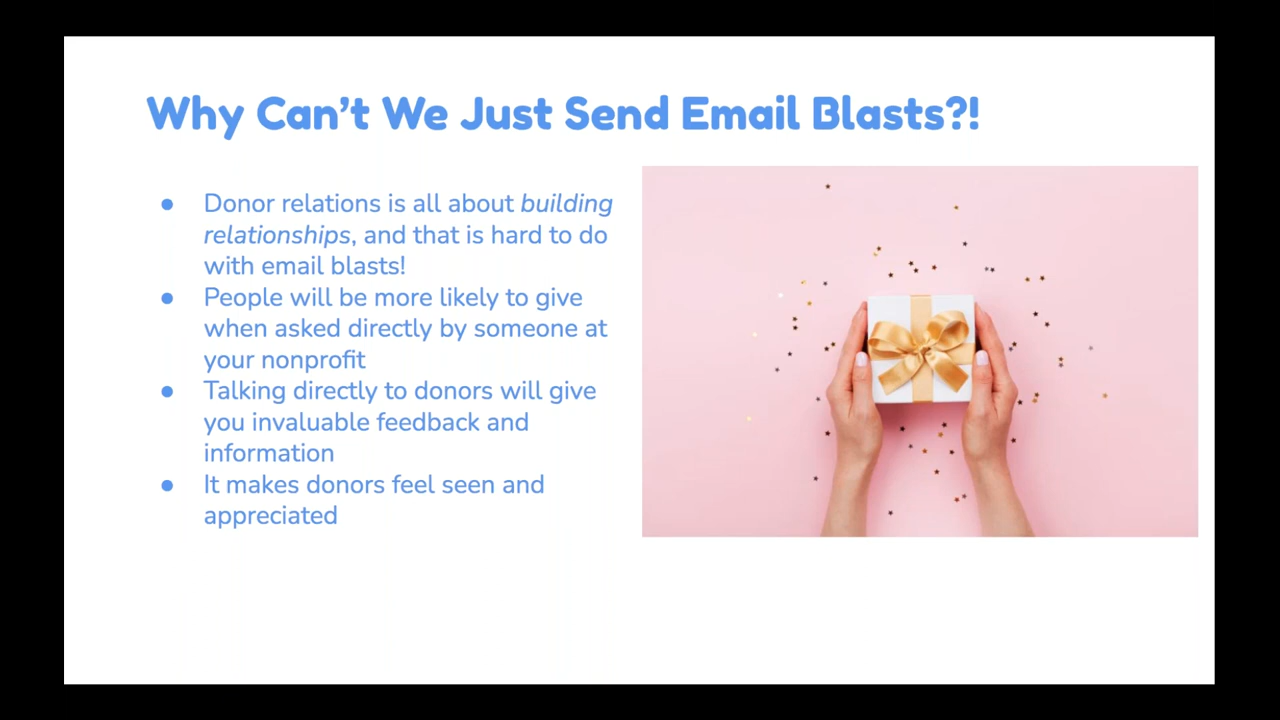 Why Can’t We Just Send Email Blasts?!
● Donor relations is all about building
relationships, and that is hard to do
with email blasts!
● People will be more likely to give
when asked directly by someone at
your nonprofit
● Talking directly to donors will give
you invaluable feedback and
information
● It makes donors feel seen and
appreciated